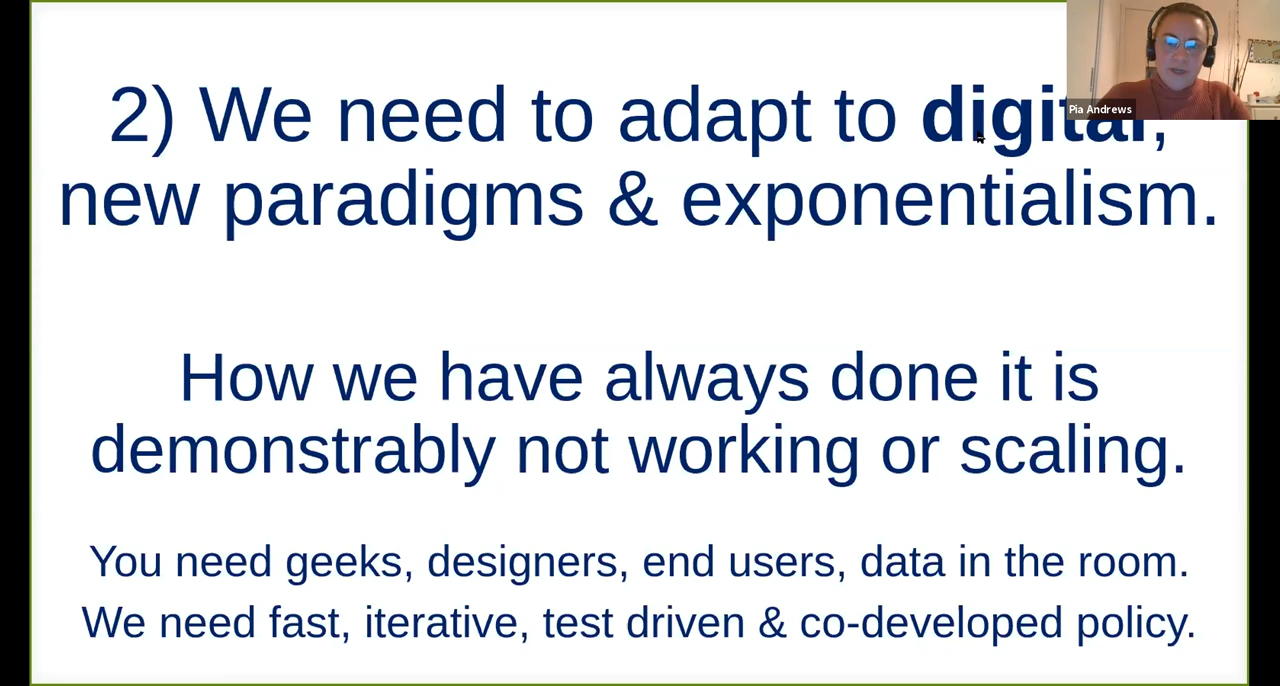 2) We need to adapt to digital,
new paradigms & exponentialism.
How we have always done it is
demonstrably not working or scaling.
You need geeks, designers, end users, data in the room.
We need fast, iterative, test driven & co-developed policy.
Pia Andrews